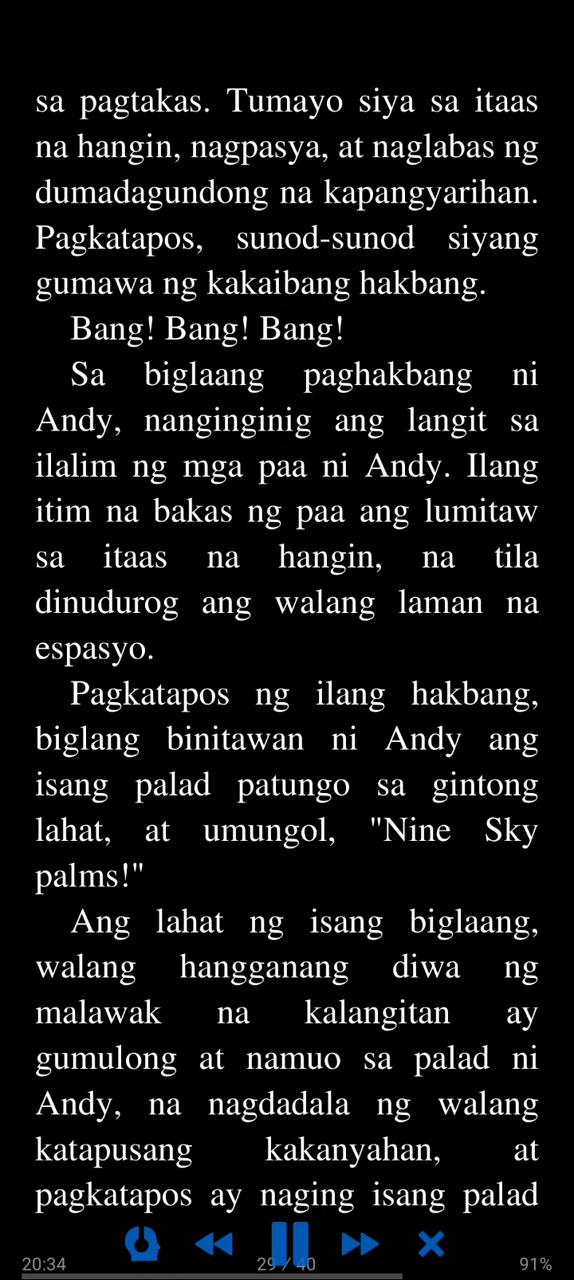 sa pagtakas. Tumayo siya sa itaas
na hangin, nagpasya, at naglabas ng
dumadagundong na kapangyarihan.
Pagkatapos, sunod-sunod siyang
gumawa ng kakaibang hakbang.
Bang! Bang! Bang!
Sa biglaang paghakbang ni
Andy, nanginginig ang langit sa
ilalim ng mga paa ni Andy. Ilang
itim na bakas ng paa ang lumitaw
sa itaas na hangin, na tila
dinudurog ang walang laman na
espasyo.
Pagkatapos ng ilang hakbang,
biglang binitawan ni Andy ang
isang palad patungo sa gintong
lahat, at umungol, "Nine Sky
palms!"
Ang lahat ng isang biglaang,
walang hangganang diwa ng
malawak na kalangitan ay
gumulong at namuo sa palad ni
Andy, na nagdadala ng walang
katapusang kakanyahan, at
pagkatapos ay naging isang palad
20:34 29 / 40 91%